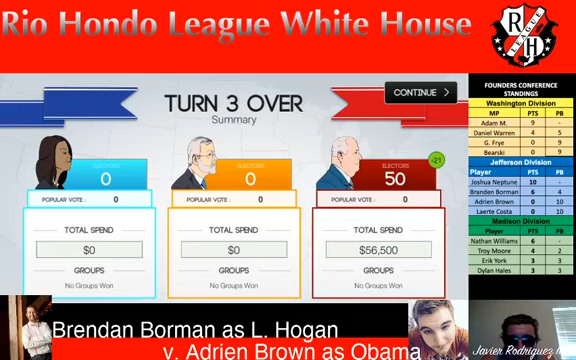 Rio Hondo League White House
R
LEAGUE
H
TURN 3 OVER
Summary
CONTINUE >
ELECTORS
0
ELECTORS
0
ELECTORS
50
+21
POPULAR VOTE : 0
POPULAR VOTE : 0
POPULAR VOTE : 0
TOTAL SPEND
$0
GROUPS
No Groups Won
TOTAL SPEND
$0
GROUPS
No Groups Won
TOTAL SPEND
$56,500
GROUPS
No Groups Won
FOUNDERS CONFERENCE
STANDINGS
Washington Division
MP PTS PB
Adam M. 9 -
Daniel Warren 4 5
G. Frye 0 9
Bearski 0 9
Jefferson Division
Player PTS PB
Joshua Neptune 10 -
Brendan Borman 6 4
Adrien Brown 0 10
Laerte Costa 0 10
Madison Division
Player PTS PB
Nathan Williams 6 -
Troy Moore 4 2
Erik York 3 3
Dylan Hales 3 3
Brendan Borman as L. Hogan
v. Adrien Brown as Obama
Javier Rodriguez